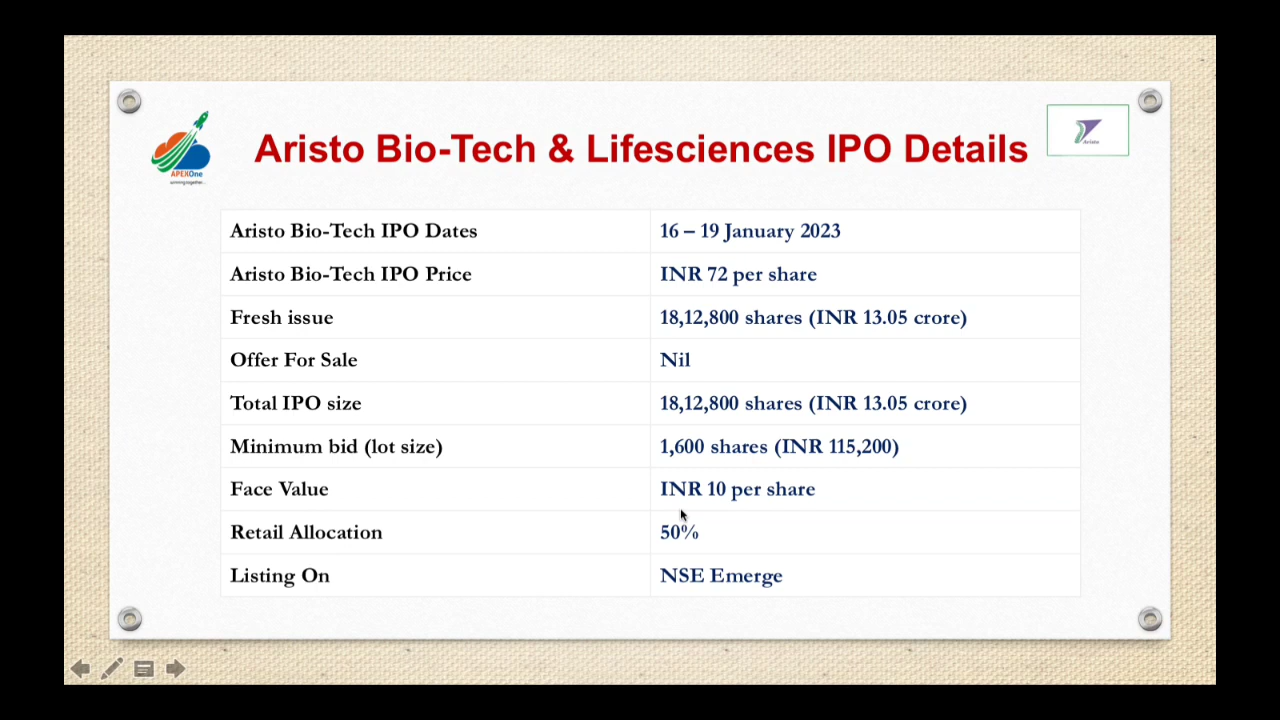 Aristo Bio-Tech & Lifesciences IPO Details
APEXOne
winning together...
Aristo
Aristo Bio-Tech IPO Dates 16 – 19 January 2023
Aristo Bio-Tech IPO Price INR 72 per share
Fresh issue 18,12,800 shares (INR 13.05 crore)
Offer For Sale Nil
Total IPO size 18,12,800 shares (INR 13.05 crore)
Minimum bid (lot size) 1,600 shares (INR 115,200)
Face Value INR 10 per share
Retail Allocation 50%
Listing On NSE Emerge